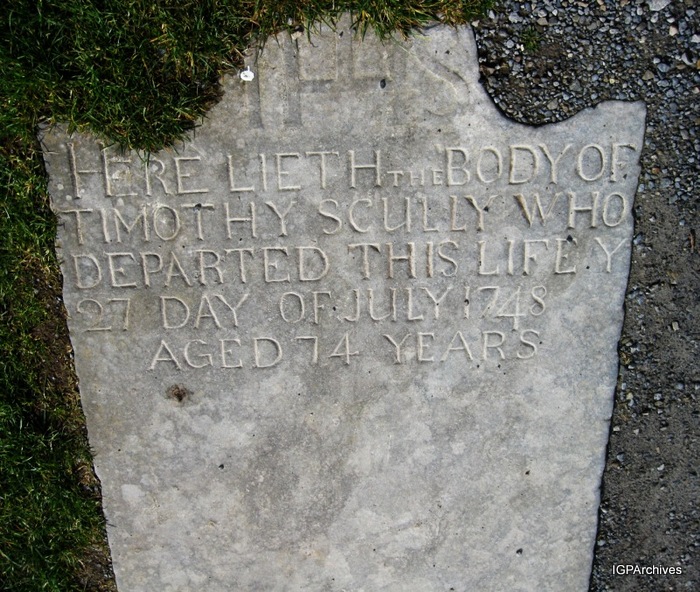 IHS
HERE LIETH THE BODY OF
TIMOTHY SCULLY WHO
DEPARTED THIS LIFE Y
27 DAY OF JULY 1748
AGED 74 YEARS
IGPArchives